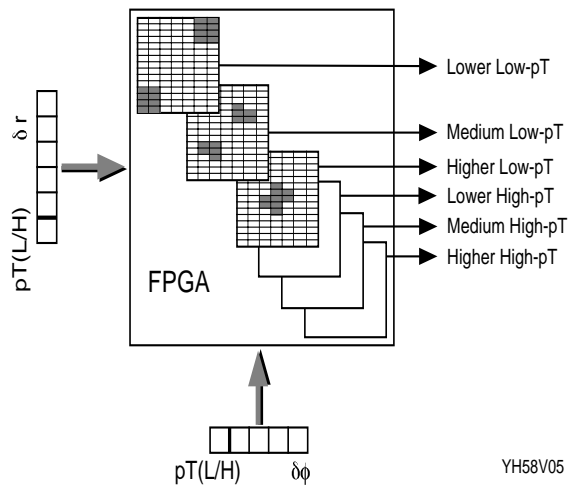 Lower Low-pT
Medium Low-pT
Higher Low-pT
Lower High-pT
Medium High-pT
Higher High-pT
pT(L/H) δ r
FPGA
pT(L/H) δϕ
YH58V05